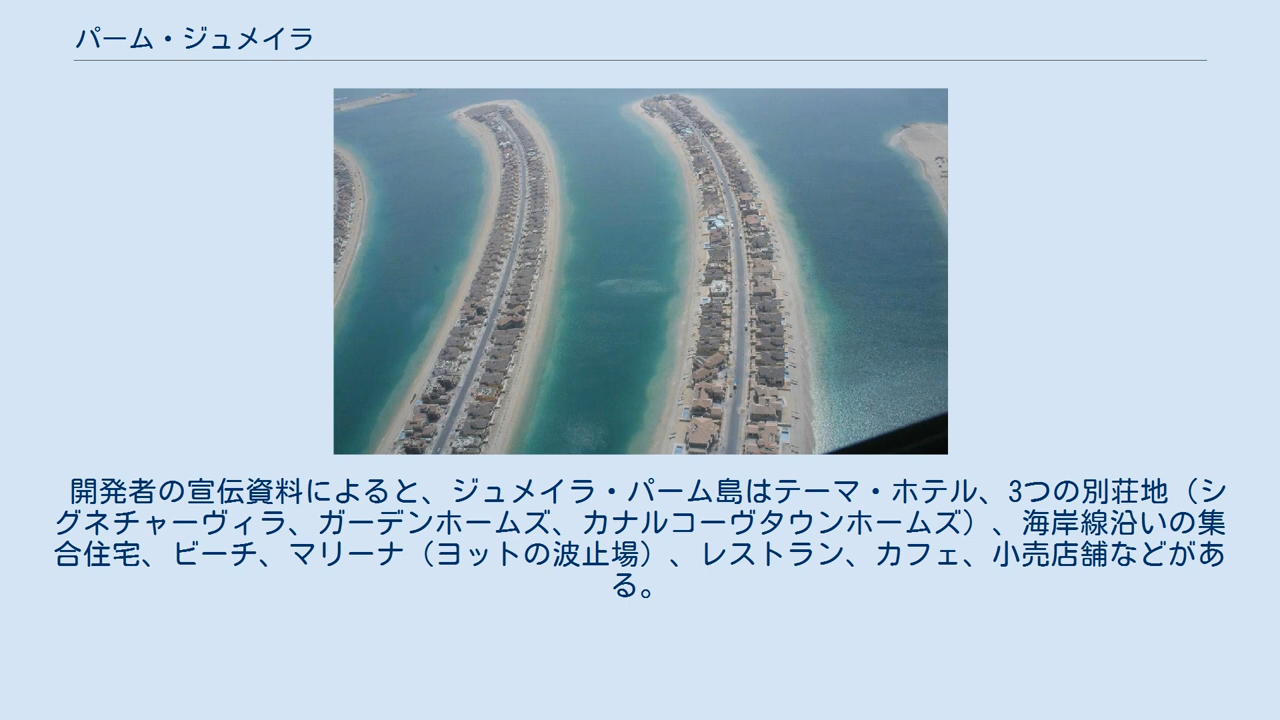 パーム・ジュメイラ
開発者の宣伝資料によると、ジュメイラ・パーム島はテーマ・ホテル、3つの別荘地（シ
グネチャーヴィラ、ガーデンホームズ、カナルコーヴタウンホームズ）、海岸線沿いの集
合住宅、ビーチ、マリーナ（ヨットの波止場）、レストラン、カフェ、小売店舗などがあ
る。